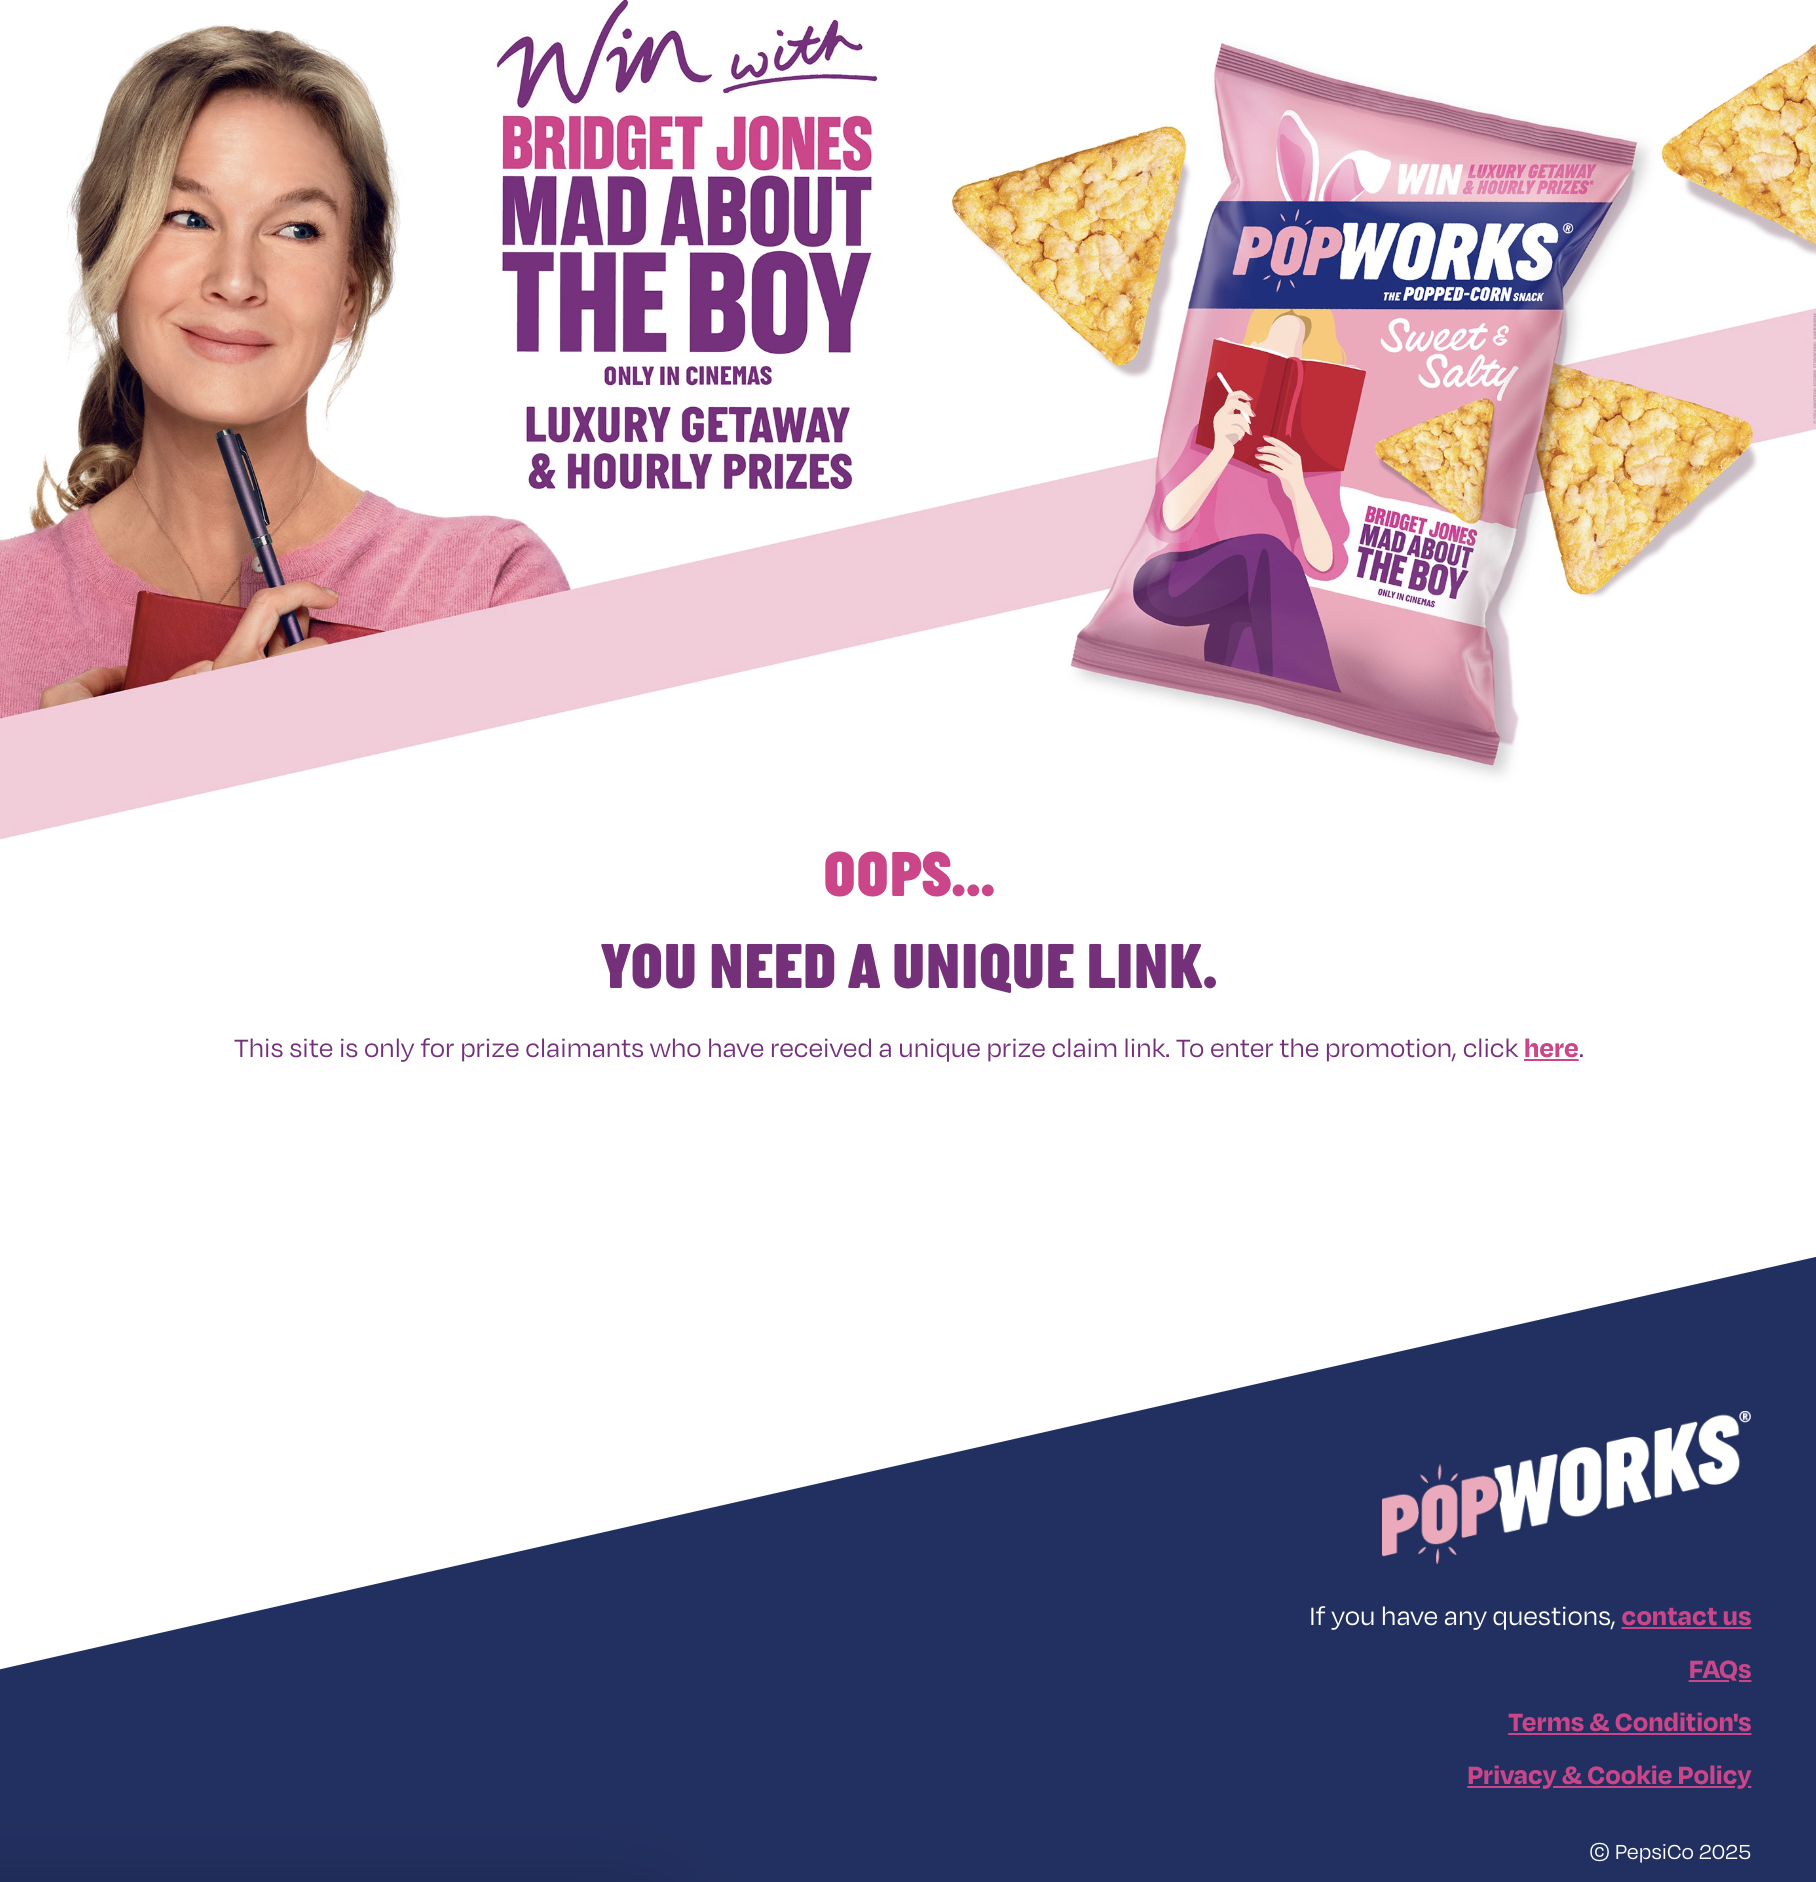 Win with
BRIDGET JONES
MAD ABOUT
THE BOY
ONLY IN CINEMAS
LUXURY GETAWAY
& HOURLY PRIZES
WIN LUXURY GETAWAY
& HOURLY PRIZES*
POPWORKS®
THE POPPED-CORN SNACK
Sweet &
Salty
BRIDGET JONES
MAD ABOUT
THE BOY
ONLY IN CINEMAS
OOPS...
YOU NEED A UNIQUE LINK.
This site is only for prize claimants who have received a unique prize claim link. To enter the promotion, click here.
POPWORKS®
If you have any questions, contact us
FAQs
Terms & Condition's
Privacy & Cookie Policy
© PepsiCo 2025